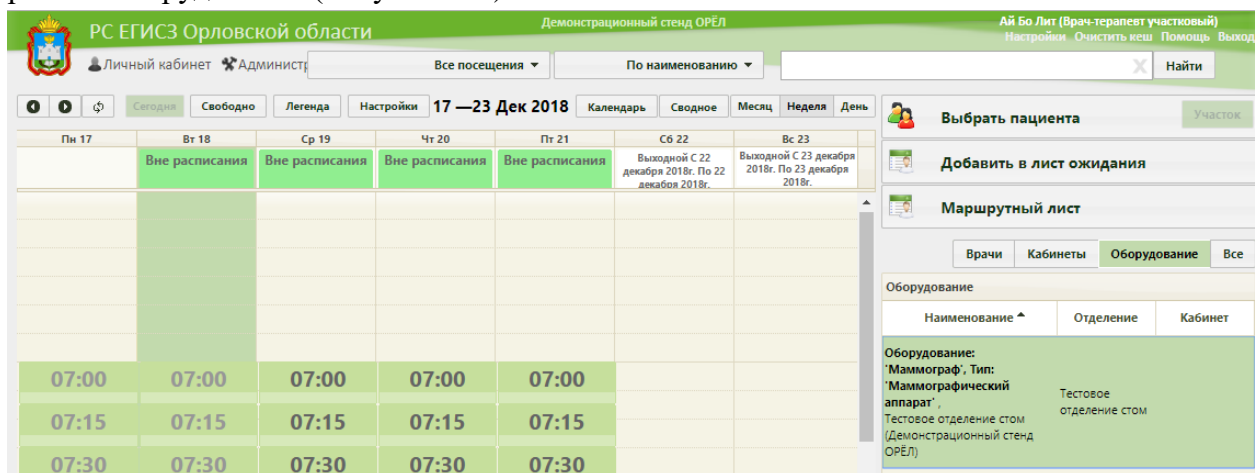 Демонстрационный стенд ОРЁЛ
Ай Бо Лит (Врач-терапевт участковый)
РС ЕГИСЗ Орловской области
Настройки Очистить кеш Помощь Выход
Личный кабинет Администр
Все посещения
По наименованию
X
Найти
Сегодня
Свободно
Легенда
Настройки
17 —23 Дек 2018
Календарь
Сводное
Месяц
Неделя
День
Пн 17
Вт 18
Ср 19
Чт 20
Пт 21
Сб 22
Вс 23
Вне расписания
Вне расписания
Вне расписания
Вне расписания
Выходной С 22
декабря 2018г. По 22
декабря 2018г.
Выходной С 23 декабря
2018г. По 23 декабря
2018г.
07:00 07:00 07:00 07:00 07:00
07:15 07:15 07:15 07:15 07:15
07:30 07:30 07:30 07:30 07:30
Выбрать пациента
Участок
Добавить в лист ожидания
Маршрутный лист
Врачи
Кабинеты
Оборудование
Все
Оборудование
Наименование
Отделение
Кабинет
Оборудование:
'Маммограф', Тип:
'Маммографический
аппарат' ,
Тестовое отделение стом
(Демонстрационный стенд
ОРЁЛ)
Тестовое
отделение стом